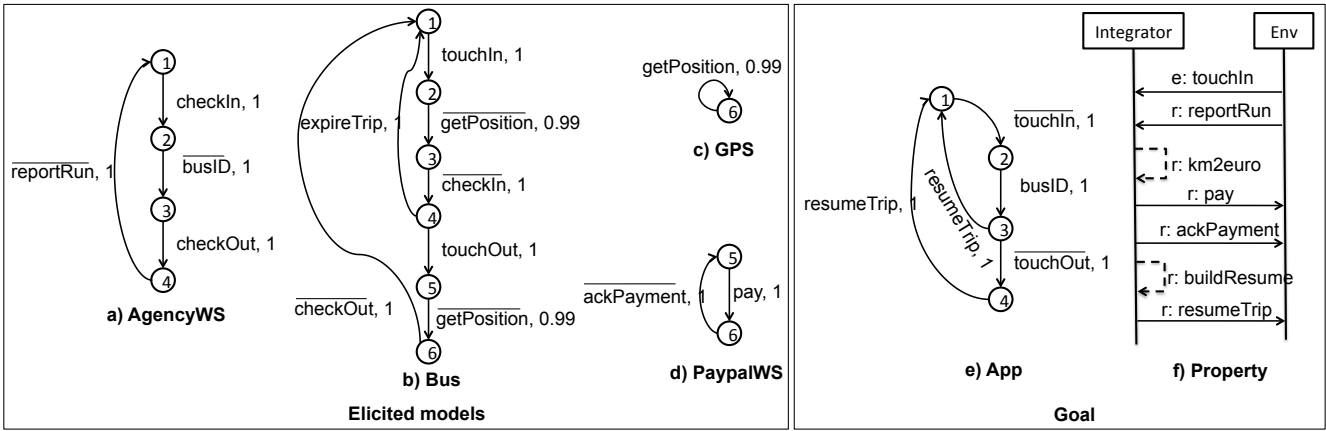 1
checkIn, 1
2
busID, 1
3
checkOut, 1
4
reportRun, 1
a) AgencyWS
1
touchIn, 1
2
getPosition, 0.99
3
checkIn, 1
4
touchOut, 1
5
getPosition, 0.99
6
expireTrip, 1
checkOut, 1
b) Bus
getPosition, 0.99
6
c) GPS
5
ackPayment, 1
pay, 1
6
d) PaypalWS
Elicited models
1
touchIn, 1
2
busID, 1
3
touchOut, 1
4
resumeTrip, 1
resumeTrip, 1
e) App
Integrator
Env
e: touchIn
r: reportRun
r: km2euro
r: pay
r: ackPayment
r: buildResume
r: resumeTrip
f) Property
Goal